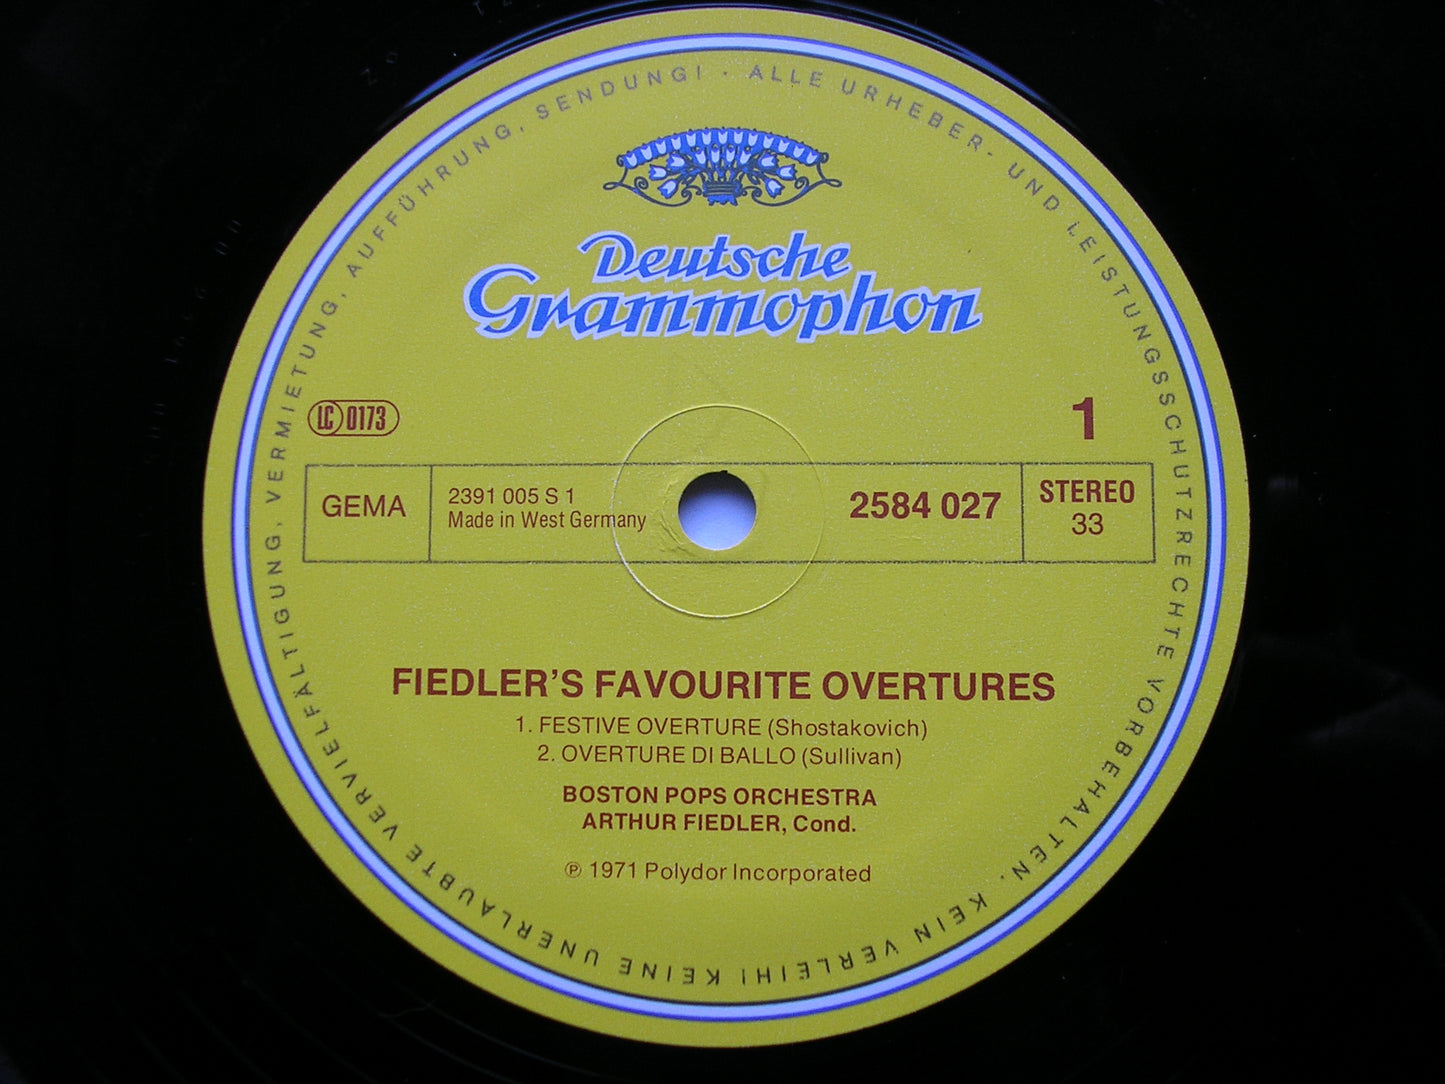 ALLE URHEBER- UND LEISTUNGSSCHUTZRECHTE VORBEHALTEN. KEIN VERLEIH! KEINE UNERLAUBTE VERVIELFÄLTIGUNG, VERMIETUNG, AUFFÜHRUNG, SENDUNG! ·
Deutsche
Grammophon
LC 0173
1
GEMA
2391 005 S 1
Made in West Germany
2584 027
STEREO
33
FIEDLER'S FAVOURITE OVERTURES
1. FESTIVE OVERTURE (Shostakovich)
2. OVERTURE DI BALLO (Sullivan)
BOSTON POPS ORCHESTRA
ARTHUR FIEDLER, Cond.
℗ 1971 Polydor Incorporated